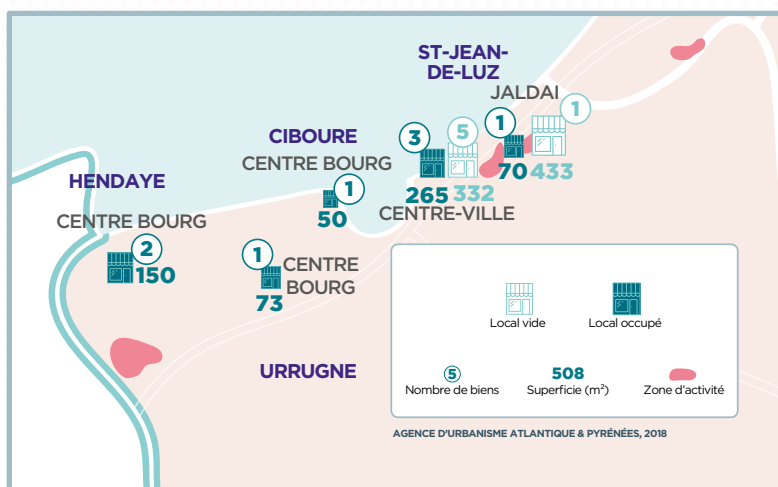 ST-JEAN-
DE-LUZ
JALDAI
1
1
3
5
70
433
265
332
CENTRE-VILLE
CIBOURE
CENTRE BOURG
1
50
HENDAYE
CENTRE BOURG
2
150
1
CENTRE
BOURG
73
URRUGNE
Local vide
Local occupé
5
508
Nombre de biens
Superficie (m²)
Zone d'activité
AGENCE D'URBANISME ATLANTIQUE & PYRÉNÉES, 2018